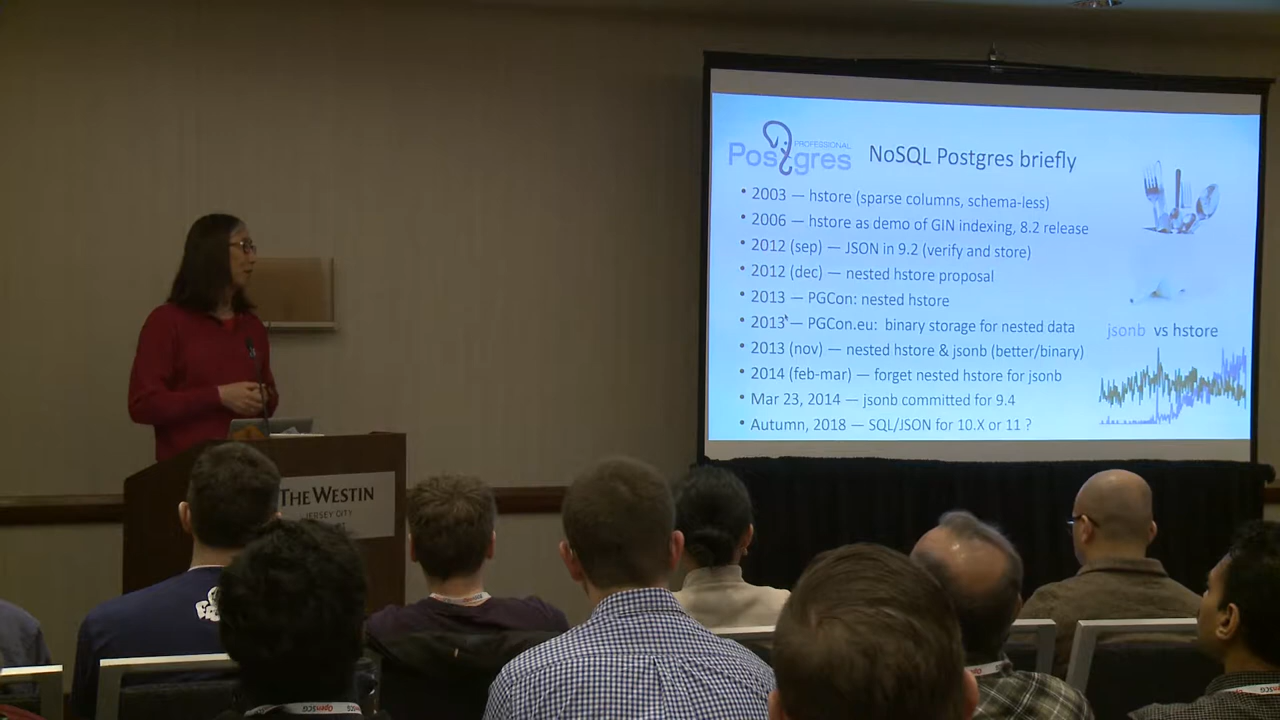 PROFESSIONAL
Postgres
NoSQL Postgres briefly
• 2003 — hstore (sparse columns, schema-less)
• 2006 — hstore as demo of GIN indexing, 8.2 release
• 2012 (sep) — JSON in 9.2 (verify and store)
• 2012 (dec) — nested hstore proposal
• 2013 — PGCon: nested hstore
• 2013 — PGCon.eu: binary storage for nested data
• 2013 (nov) — nested hstore & jsonb (better/binary)
• 2014 (feb-mar) — forget nested hstore for jsonb
• Mar 23, 2014 — jsonb committed for 9.4
• Autumn, 2018 — SQL/JSON for 10.X or 11 ?
jsonb vs hstore
THE WESTIN
JERSEY CITY
OpenSCG